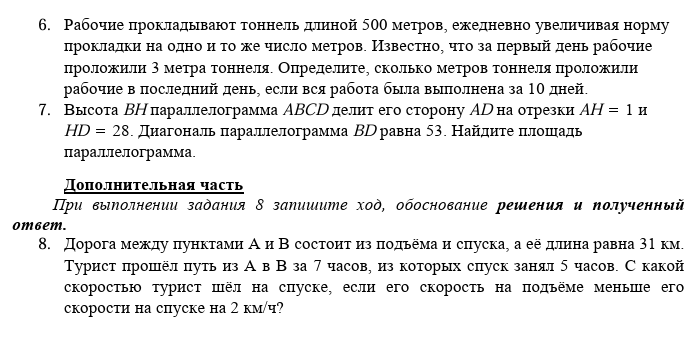 6. Рабочие прокладывают тоннель длиной 500 метров, ежедневно увеличивая норму
прокладки на одно и то же число метров. Известно, что за первый день рабочие
проложили 3 метра тоннеля. Определите, сколько метров тоннеля проложили
рабочие в последний день, если вся работа была выполнена за 10 дней.
7. Высота BH параллелограмма ABCD делит его сторону AD на отрезки AH = 1 и
HD = 28. Диагональ параллелограмма BD равна 53. Найдите площадь
параллелограмма.
Дополнительная часть
При выполнении задания 8 запишите ход, обоснование решения и полученный
ответ.
8. Дорога между пунктами А и В состоит из подъёма и спуска, а её длина равна 31 км.
Турист прошёл путь из А в В за 7 часов, из которых спуск занял 5 часов. С какой
скоростью турист шёл на спуске, если его скорость на подъёме меньше его
скорости на спуске на 2 км/ч?